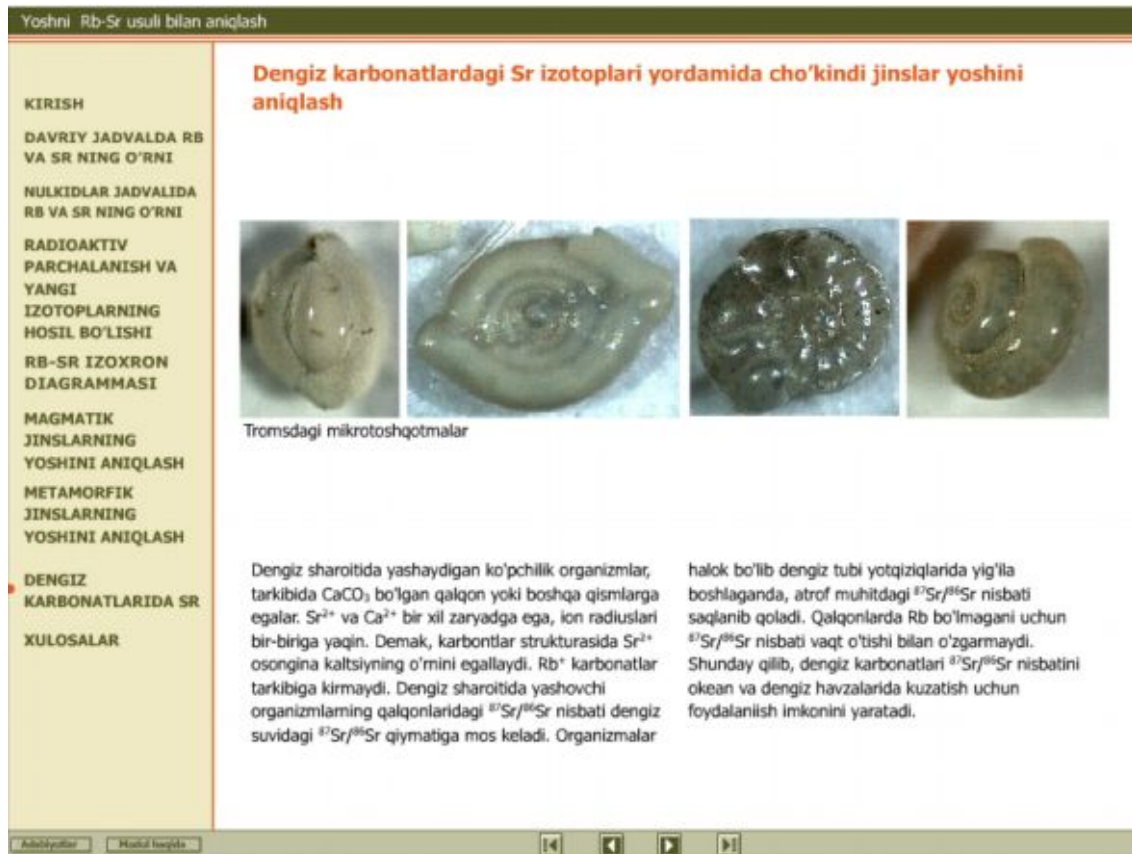 Yoshni Rb-Sr usuli bilan aniqlash
KIRISH
DAVRIY JADVALDA RB
VA SR NING O'RNI
NULKIDLAR JADVALIDA
RB VA SR NING O'RNI
RADIOAKTIV
PARCHALANISH VA
YANGI
IZOTOPLARNING
HOSIL BO'LISHI
RB-SR IZOXRON
DIAGRAMMASI
MAGMATIK
JINSLARNING
YOSHINI ANIQLASH
METAMORFIK
JINSLARNING
YOSHINI ANIQLASH
DENGIZ
KARBONATLARIDA SR
XULOSALAR
Dengiz karbonatlardagi Sr izotoplari yordamida cho'kindi jinslar yoshini
aniqlash
Tromsdagi mikrotoshqotmalar
Dengiz sharoitida yashaydigan ko'pchilik organizmlar,
tarkibida CaCO₃ bo'lgan qalqon yoki boshqa qismlarga
egalar. Sr²⁺ va Ca²⁺ bir xil zaryadga ega, ion radiuslari
bir-biriga yaqin. Demak, karbontlar strukturasida Sr²⁺
osongina kaltsiyning o'rnini egallaydi. Rb⁺ karbonatlar
tarkibiga kirmaydi. Dengiz sharoitida yashovchi
organizmlarning qalqonlaridagi ⁸⁷Sr/⁸⁶Sr nisbati dengiz
suvidagi ⁸⁷Sr/⁸⁶Sr qiymatiga mos keladi. Organizmalar
halok bo'lib dengiz tubi yotqiziqlarida yig'ila
boshlaganda, atrof muhitdagi ⁸⁷Sr/⁸⁶Sr nisbati
saqlanib qoladi. Qalqonlarda Rb bo'lmagani uchun
⁸⁷Sr/⁸⁶Sr nisbati vaqt o'tishi bilan o'zgarmaydi.
Shunday qilib, dengiz karbonatlari ⁸⁷Sr/⁸⁶Sr nisbatini
okean va dengiz havzalarida kuzatish uchun
foydalaniish imkonini yaratadi.
Adabiyotlar
Modul haqida